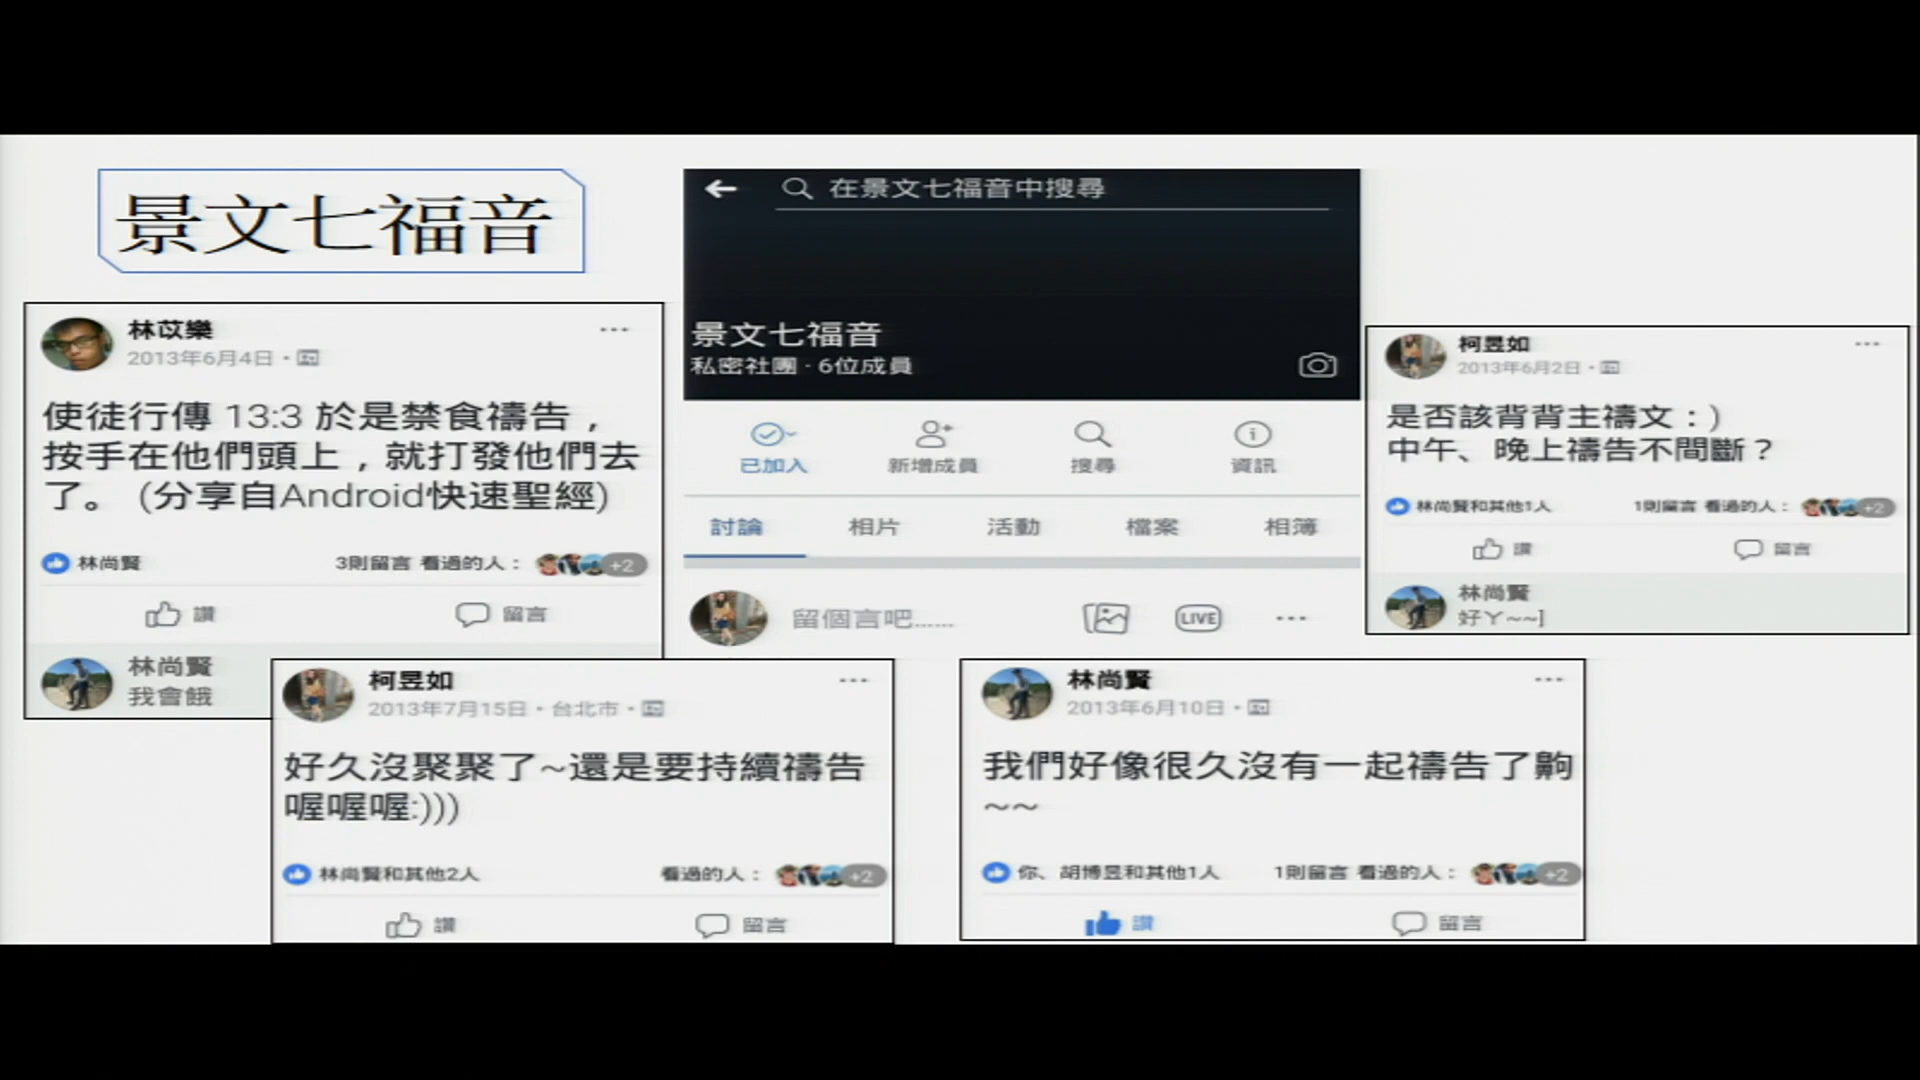 景文七福音
在景文七福音中搜尋
景文七福音
私密社團 · 6位成員
已加入
新增成員
搜尋
資訊
討論
相片
活動
檔案
相簿
留個言吧......
LIVE
林苡樂
2013年6月4日 ·
使徒行傳 13:3 於是禁食禱告，
按手在他們頭上，就打發他們去
了。 (分享自Android快速聖經)
林尚賢
3則留言 看過的人： +2
讚
留言
林尚賢
我會餓
柯昱如
2013年6月2日 ·
是否該背背主禱文：)
中午、晚上禱告不間斷？
林尚賢和其他1人
1則留言 看過的人： +2
讚
留言
林尚賢
好ㄚ~~]
柯昱如
2013年7月15日 · 台北市 ·
好久沒聚聚了~還是要持續禱告
喔喔喔:)))
林尚賢和其他2人
看過的人： +2
讚
留言
林尚賢
2013年6月10日 ·
我們好像很久沒有一起禱告了齁
~~
你、胡博昱和其他1人
1則留言 看過的人： +2
讚
留言